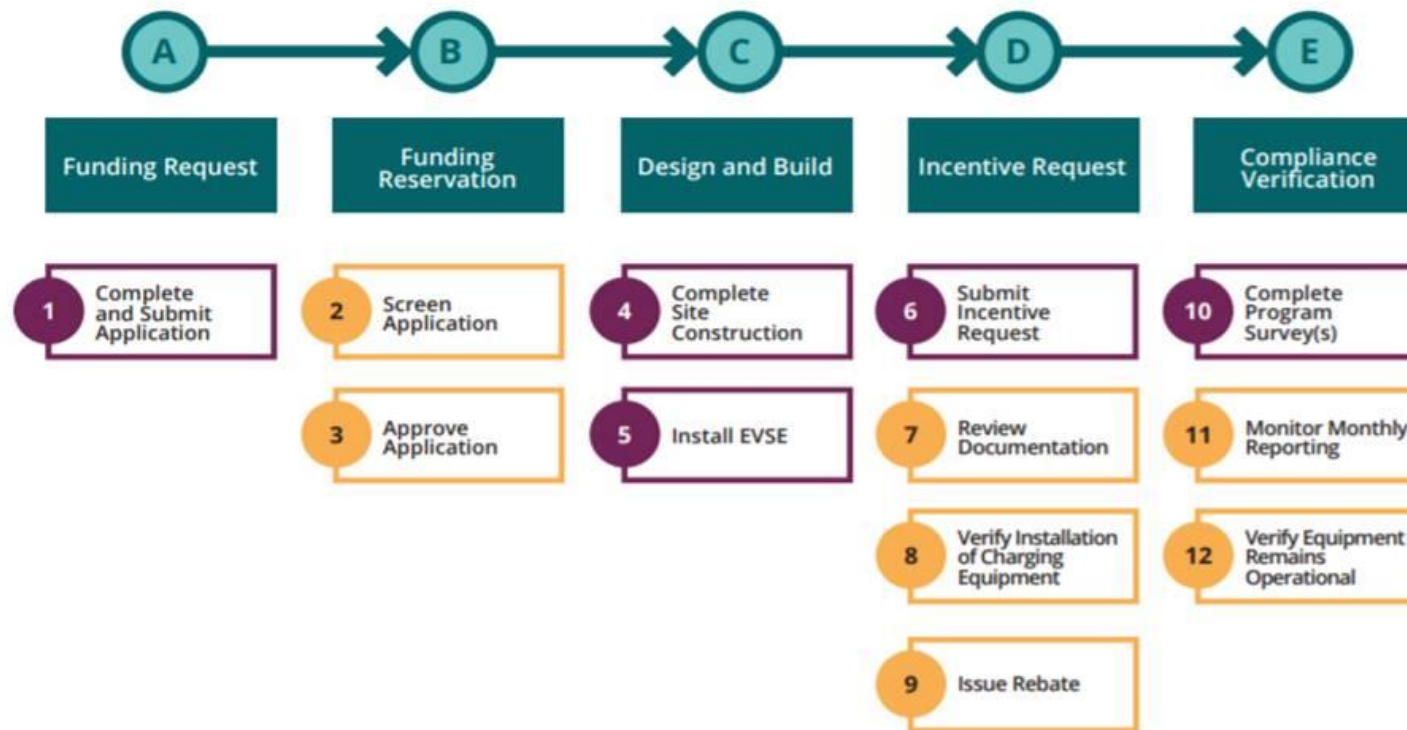 A
B
C
D
E
Funding Request
Funding
Reservation
Design and Build
Incentive Request
Compliance
Verification
1
Complete
and Submit
Application
2
Screen
Application
3
Approve
Application
4
Complete
Site
Construction
5
Install EVSE
6
Submit
Incentive
Request
7
Review
Documentation
8
Verify Installation
of Charging
Equipment
9
Issue Rebate
10
Complete
Program
Survey(s)
11
Monitor Monthly
Reporting
12
Verify Equipment
Remains
Operational